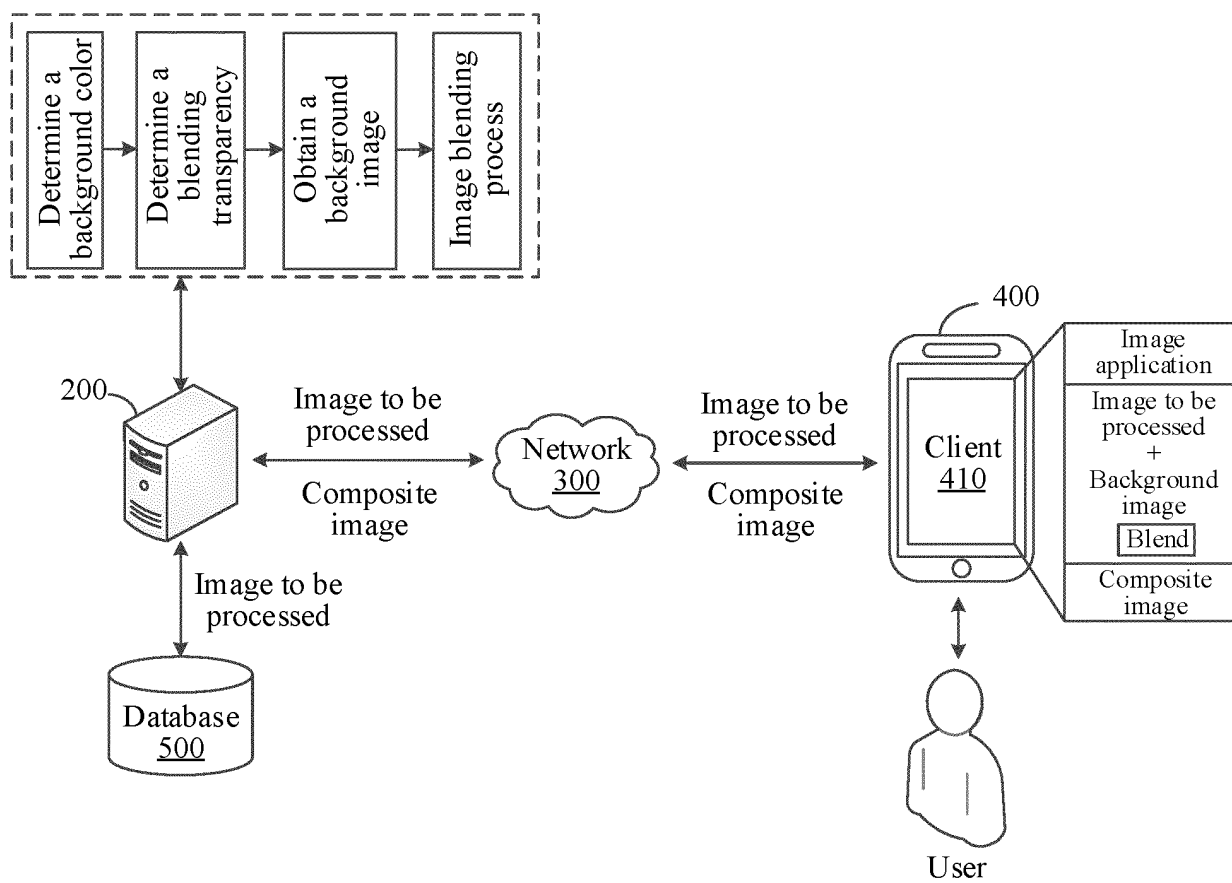 Determine a
background color
Determine a
blending
transparency
Obtain a
background
image
Image blending
process
200
Image to be
processed
Composite
image
Network
300
Image to be
processed
Composite
image
400
Client
410
Image
application
Image to be
processed
+
Background
image
Blend
Composite
image
Image to be
processed
Database
500
User